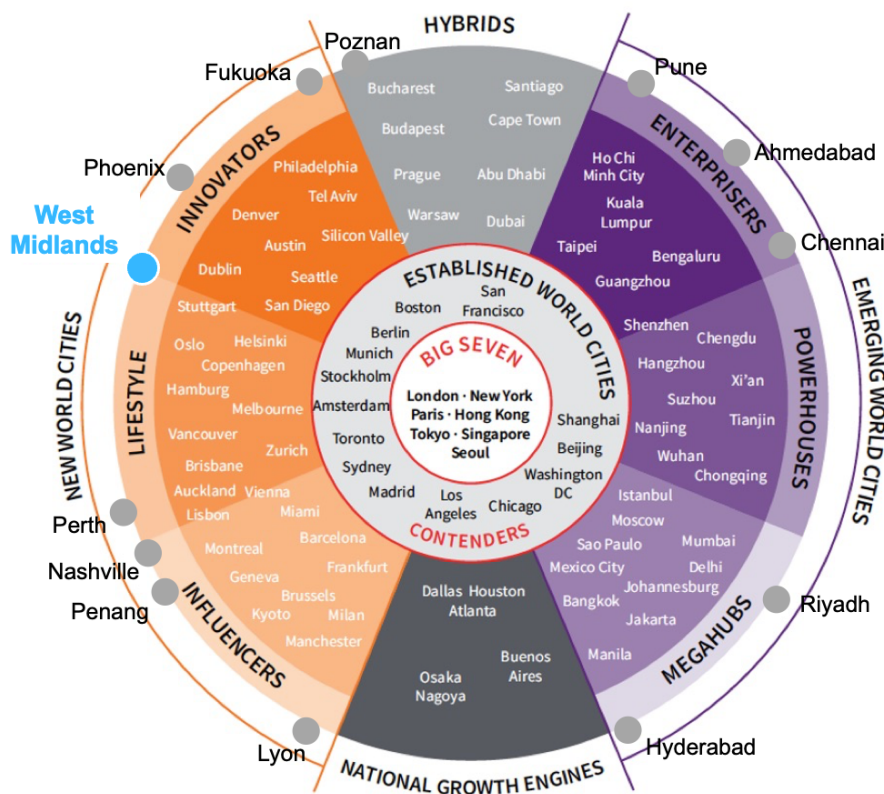 HYBRIDS
Poznan
Fukuoka
Pune
Bucharest
Santiago
Budapest
Cape Town
Prague
Abu Dhabi
Warsaw
Dubai
INNOVATORS
Phoenix
West
Midlands
Philadelphia
Tel Aviv
Denver
Silicon Valley
Austin
Dublin
Seattle
San Diego
ENTERPRISERS
Ahmedabad
Chennai
Ho Chi
Minh City
Kuala
Lumpur
Taipei
Bengaluru
Guangzhou
NEW WORLD CITIES
LIFESTYLE
Stuttgart
Oslo
Helsinki
Copenhagen
Hamburg
Melbourne
Vancouver
Zurich
Brisbane
Auckland
Vienna
Lisbon
ESTABLISHED WORLD CITIES
Boston
San
Francisco
Berlin
Munich
Stockholm
Amsterdam
Toronto
Sydney
Madrid
Los
Angeles
Chicago
Washington
DC
Beijing
Shanghai
CONTENDERS
BIG SEVEN
London · New York
Paris · Hong Kong
Tokyo · Singapore
Seoul
EMERGING WORLD CITIES
POWERHOUSES
Shenzhen
Chengdu
Hangzhou
Xi'an
Suzhou
Tianjin
Nanjing
Wuhan
Chongqing
Perth
Nashville
Penang
INFLUENCERS
Miami
Montreal
Barcelona
Geneva
Frankfurt
Brussels
Kyoto
Milan
Manchester
Lyon
MEGAHUBS
Istanbul
Moscow
Sao Paulo
Mumbai
Mexico City
Delhi
Johannesburg
Bangkok
Jakarta
Manila
Riyadh
Hyderabad
Dallas Houston
Atlanta
Buenos
Aires
Osaka
Nagoya
NATIONAL GROWTH ENGINES